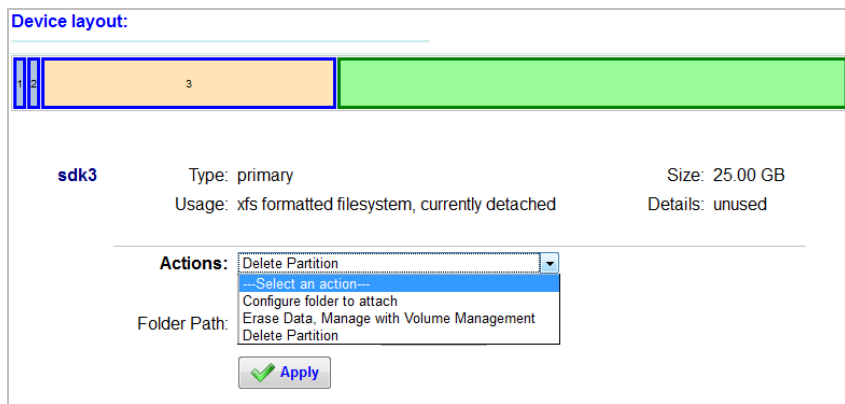 Device layout:
1 2 3
sdk3 Type: primary Size: 25.00 GB
Usage: xfs formatted filesystem, currently detached Details: unused
Actions: Delete Partition
---Select an action---
Configure folder to attach
Folder Path: Erase Data, Manage with Volume Management
Delete Partition
Apply